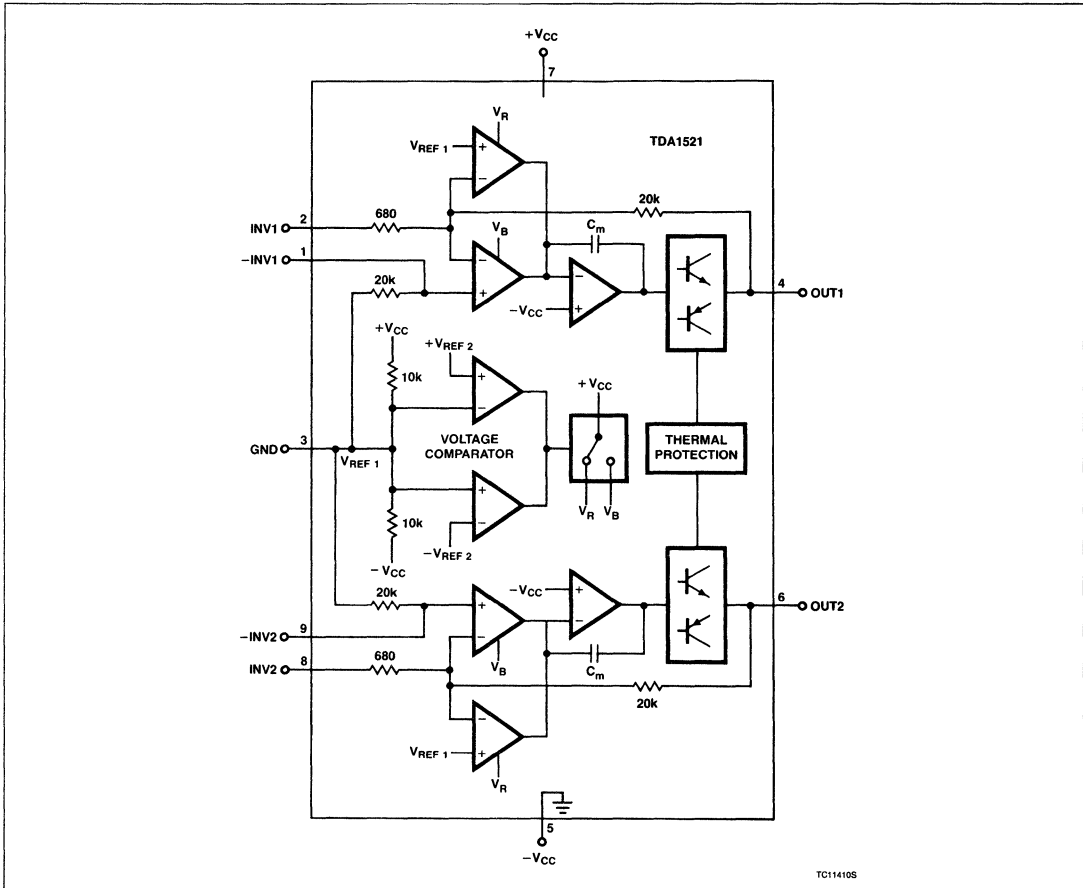 +VCC
7
VR
TDA1521
VREF 1
+
−
20k
INV1
2
680
VB
Cm
-INV1
1
−
+
20k
−
+
−VCC
4
OUT1
+VCC
+VREF 2
10k
+
−
+VCC
GND
3
VREF 1
VOLTAGE
COMPARATOR
THERMAL
PROTECTION
+
−
VR
VB
10k
−VREF 2
− VCC
20k
+
−
−VCC
+
−
6
OUT2
-INV2
9
VB
INV2
8
680
Cm
20k
−
+
VREF 1
VR
5
−VCC
TC11410S